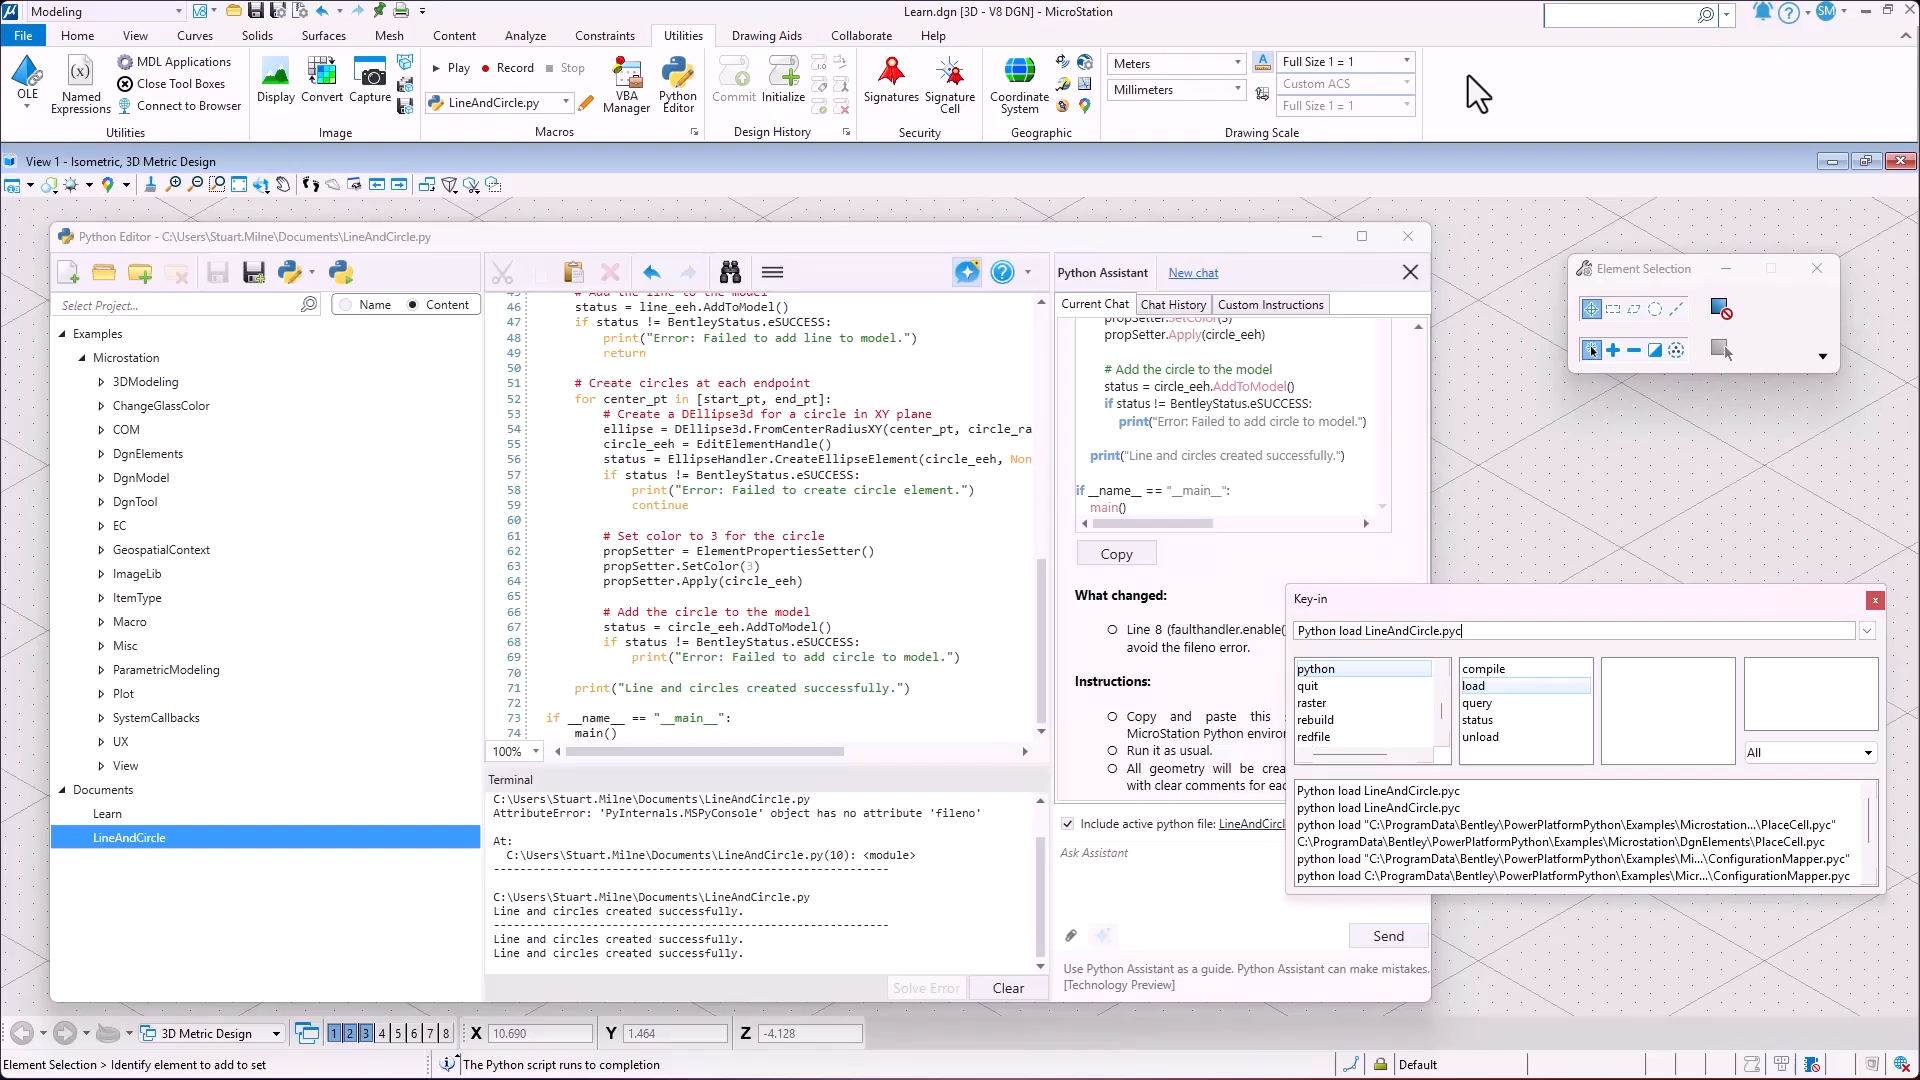 Modeling
Learn.dgn [3D - V8 DGN] - MicroStation
SM
File
Home
View
Curves
Solids
Surfaces
Mesh
Content
Analyze
Constraints
Utilities
Drawing Aids
Collaborate
Help
OLE
Named
Expressions
MDL Applications
Close Tool Boxes
Connect to Browser
Utilities
Display
Convert
Capture
Image
Play
Record
Stop
LineAndCircle.py
VBA
Manager
Python
Editor
Macros
Commit
Initialize
Design History
Signatures
Signature
Cell
Security
Coordinate
System
Geographic
Meters
Millimeters
Full Size 1 = 1
Custom ACS
Full Size 1 = 1
Drawing Scale
View 1 - Isometric, 3D Metric Design
Python Editor - C:\Users\Stuart.Milne\Documents\LineAndCircle.py
Select Project...
Name
Content
Examples
Microstation
3DModeling
ChangeGlassColor
COM
DgnElements
DgnModel
DgnTool
EC
GeospatialContext
ImageLib
ItemType
Macro
Misc
ParametricModeling
Plot
SystemCallbacks
UX
View
Documents
Learn
LineAndCircle
45 # Add the line to the model
46 status = line_eeh.AddToModel()
47 if status != BentleyStatus.eSUCCESS:
48 print("Error: Failed to add line to model.")
49 return
50
51 # Create circles at each endpoint
52 for center_pt in [start_pt, end_pt]:
53 # Create a DEllipse3d for a circle in XY plane
54 ellipse = DEllipse3d.FromCenterRadiusXY(center_pt, circle_ra
55 circle_eeh = EditElementHandle()
56 status = EllipseHandler.CreateEllipseElement(circle_eeh, Non
57 if status != BentleyStatus.eSUCCESS:
58 print("Error: Failed to create circle element.")
59 continue
60
61 # Set color to 3 for the circle
62 propSetter = ElementPropertiesSetter()
63 propSetter.SetColor(3)
64 propSetter.Apply(circle_eeh)
65
66 # Add the circle to the model
67 status = circle_eeh.AddToModel()
68 if status != BentleyStatus.eSUCCESS:
69 print("Error: Failed to add circle to model.")
70
71 print("Line and circles created successfully.")
72
73 if __name__ == "__main__":
74 main()
100%
Terminal
C:\Users\Stuart.Milne\Documents\LineAndCircle.py
AttributeError: 'PyInternals.MSPyConsole' object has no attribute 'fileno'
At:
C:\Users\Stuart.Milne\Documents\LineAndCircle.py(10): <module>
--------------------------------------------------------
C:\Users\Stuart.Milne\Documents\LineAndCircle.py
Line and circles created successfully.
--------------------------------------------------------
Line and circles created successfully.
Line and circles created successfully.
Solve Error
Clear
Python Assistant
New chat
Current Chat
Chat History
Custom Instructions
propSetter.SetColor(3)
propSetter.Apply(circle_eeh)
# Add the circle to the model
status = circle_eeh.AddToModel()
if status != BentleyStatus.eSUCCESS:
print("Error: Failed to add circle to model.")
print("Line and circles created successfully.")
if __name__ == "__main__":
main()
Copy
What changed:
Line 8 (faulthandler.enable(
avoid the fileno error.
Instructions:
Copy and paste this
MicroStation Python environ
Run it as usual.
All geometry will be crea
with clear comments for eac
Include active python file: LineAndCircl
Ask Assistant
Send
Use Python Assistant as a guide. Python Assistant can make mistakes.
[Technology Preview]
Element Selection
Key-in
Python load LineAndCircle.pyc
python
quit
raster
rebuild
redfile
compile
load
query
status
unload
All
Python load LineAndCircle.pyc
python load LineAndCircle.pyc
python load "C:\ProgramData\Bentley\PowerPlatformPython\Examples\Microstation...\PlaceCell.pyc"
C:\ProgramData\Bentley\PowerPlatformPython\Examples\Microstation\DgnElements\PlaceCell.pyc
python load "C:\ProgramData\Bentley\PowerPlatformPython\Examples\Mi...\ConfigurationMapper.pyc"
python load C:\ProgramData\Bentley\PowerPlatformPython\Examples\Micr...\ConfigurationMapper.pyc
3D Metric Design
1 2 3 4 5 6 7 8
X 10.690
Y 1.464
Z -4.128
Element Selection > Identify element to add to set
The Python script runs to completion
Default